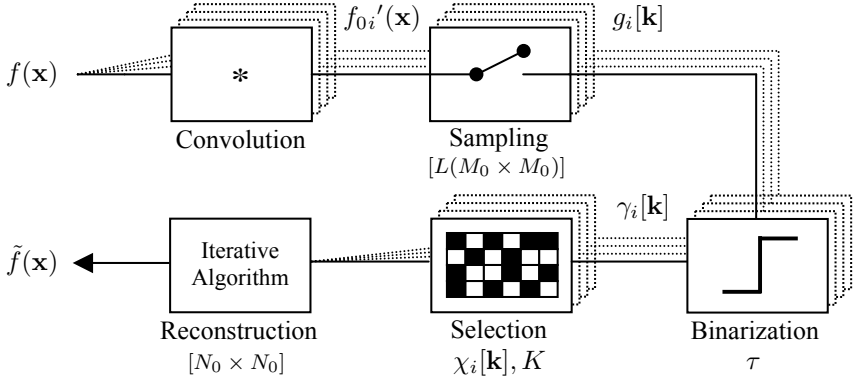 f₀ᵢ′(𝐱)
gᵢ[𝐤]
f(𝐱)
*
Convolution
Sampling
[L(M₀ × M₀)]
γᵢ[𝐤]
f̃(𝐱)
Iterative
Algorithm
Reconstruction
Selection
Binarization
[N₀ × N₀]
χᵢ[𝐤], K
τ